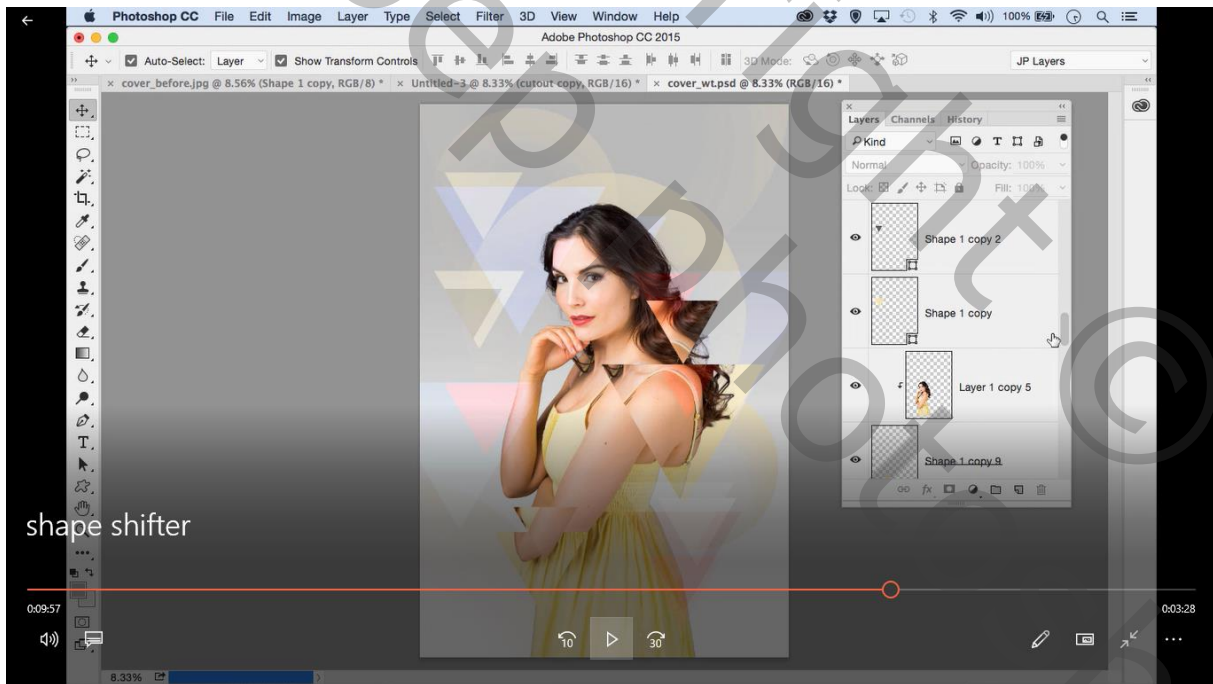 Photoshop CC File Edit Image Layer Type Select Filter 3D View Window Help 100%
Adobe Photoshop CC 2015
Auto-Select: Layer Show Transform Controls 3D Mode: JP Layers
× cover_before.jpg @ 8.56% (Shape 1 copy, RGB/8) * × Untitled-3 @ 8.33% (cutout copy, RGB/16) * × cover_wt.psd @ 8.33% (RGB/16) *
Layers Channels History
Kind
Normal Opacity: 100%
Lock: Fill: 100%
Shape 1 copy 2
Shape 1 copy
Layer 1 copy 5
Shape 1 copy 9
fx
shape shifter
0:09:57 0:03:28
10 30
8.33%